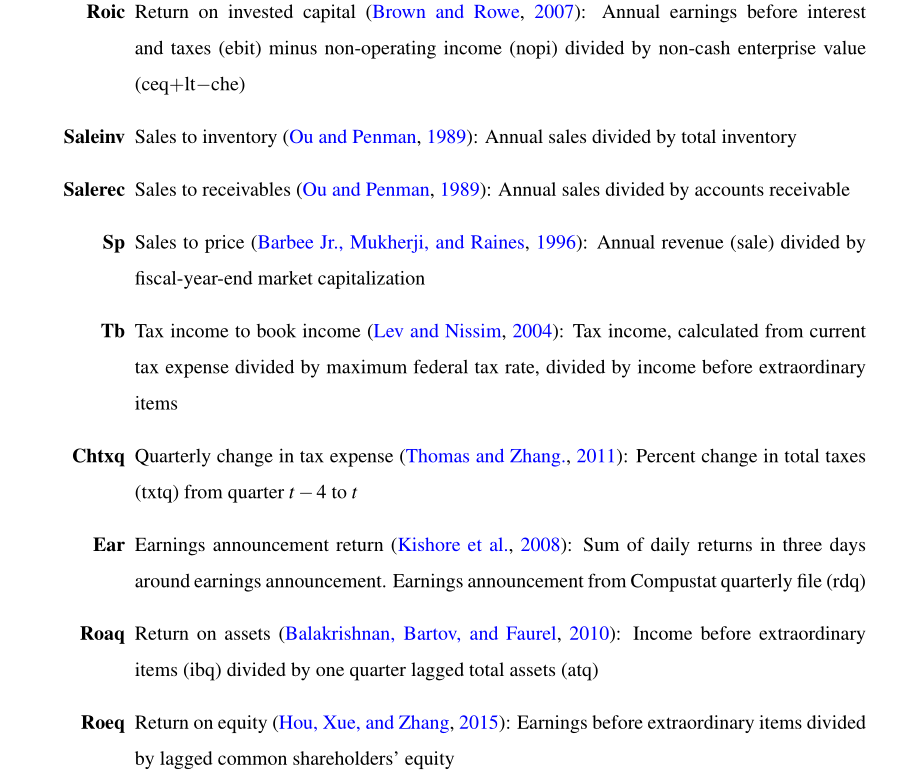 Roic Return on invested capital (Brown and Rowe, 2007): Annual earnings before interest
and taxes (ebit) minus non-operating income (nopi) divided by non-cash enterprise value
(ceq+lt−che)
Saleinv Sales to inventory (Ou and Penman, 1989): Annual sales divided by total inventory
Salerec Sales to receivables (Ou and Penman, 1989): Annual sales divided by accounts receivable
Sp Sales to price (Barbee Jr., Mukherji, and Raines, 1996): Annual revenue (sale) divided by
fiscal-year-end market capitalization
Tb Tax income to book income (Lev and Nissim, 2004): Tax income, calculated from current
tax expense divided by maximum federal tax rate, divided by income before extraordinary
items
Chtxq Quarterly change in tax expense (Thomas and Zhang., 2011): Percent change in total taxes
(txtq) from quarter t − 4 to t
Ear Earnings announcement return (Kishore et al., 2008): Sum of daily returns in three days
around earnings announcement. Earnings announcement from Compustat quarterly file (rdq)
Roaq Return on assets (Balakrishnan, Bartov, and Faurel, 2010): Income before extraordinary
items (ibq) divided by one quarter lagged total assets (atq)
Roeq Return on equity (Hou, Xue, and Zhang, 2015): Earnings before extraordinary items divided
by lagged common shareholders' equity